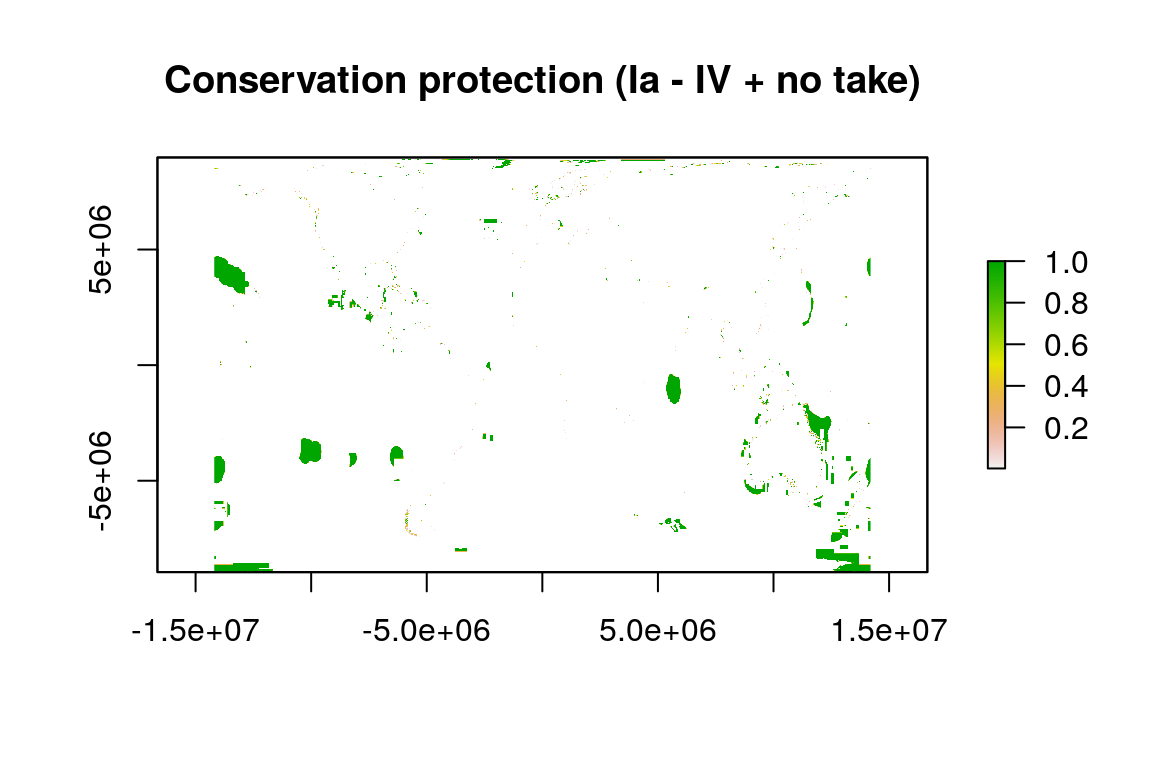 Conservation protection (Ia - IV + no take)
5e+06
-5e+06
-1.5e+07
-5.0e+06
5.0e+06
1.5e+07
1.0
0.8
0.6
0.4
0.2